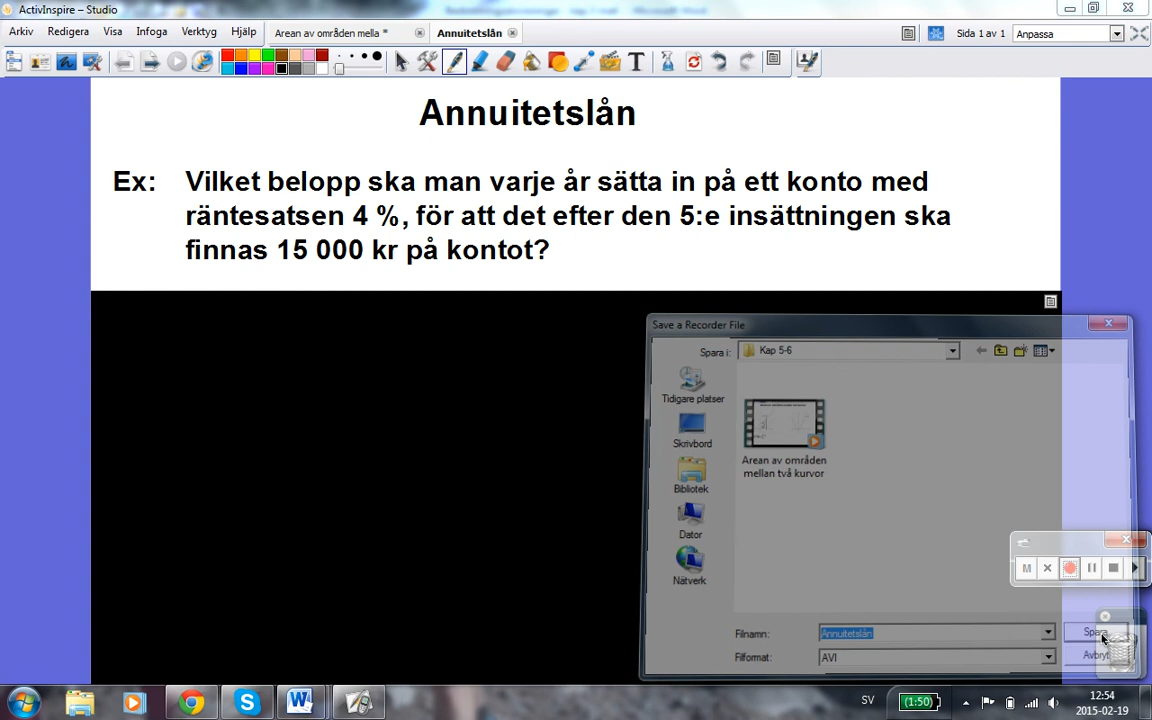 ActivInspire – Studio
Arkiv Redigera Visa Infoga Verktyg Hjälp
Arean av områden mella *
Annuitetslån
Sida 1 av 1
Anpassa
T
Annuitetslån
Ex: Vilket belopp ska man varje år sätta in på ett konto med
räntesatsen 4 %, för att det efter den 5:e insättningen ska
finnas 15 000 kr på kontot?
Save a Recorder File
Spara i: Kap 5-6
Tidigare platser
Skrivbord
Bibliotek
Dator
Nätverk
Arean av områden
mellan två kurvor
M
Filnamn: Annuitetslån
Filformat: AVI
SV
(1:50)
12:54
2015-02-19